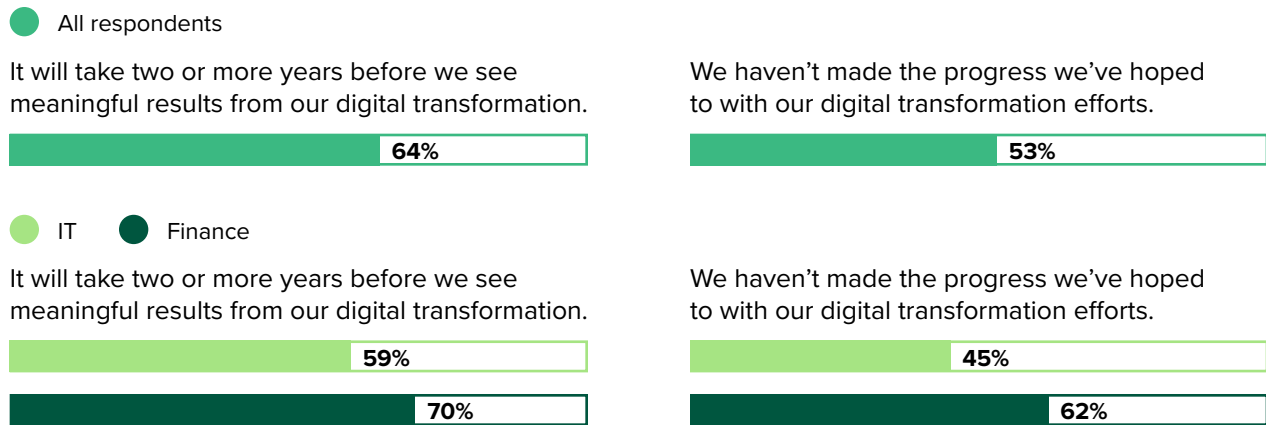 All respondents
It will take two or more years before we see
meaningful results from our digital transformation.
64%
We haven’t made the progress we’ve hoped
to with our digital transformation efforts.
53%
IT
Finance
It will take two or more years before we see
meaningful results from our digital transformation.
59%
70%
We haven’t made the progress we’ve hoped
to with our digital transformation efforts.
45%
62%